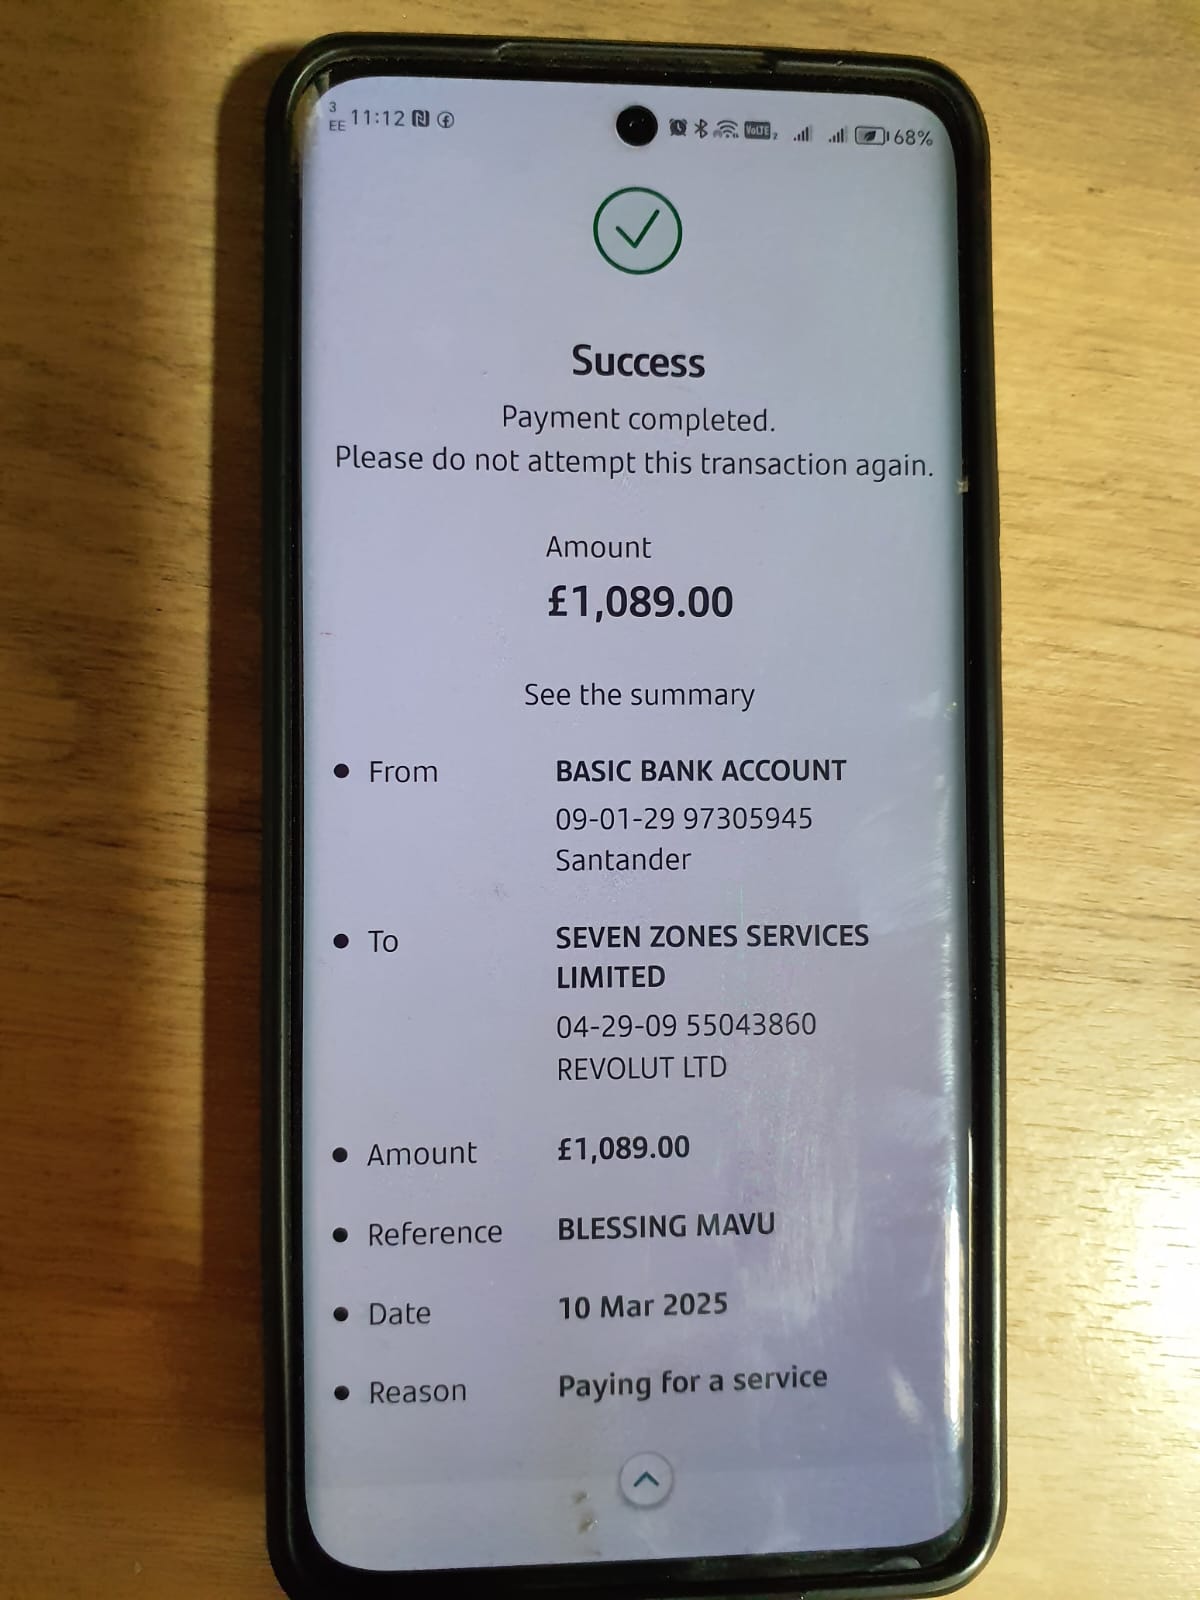 3
EE 11:12
VoLTE 2 68%
Success
Payment completed.
Please do not attempt this transaction again.
Amount
£1,089.00
See the summary
• From BASIC BANK ACCOUNT
09-01-29 97305945
Santander
• To SEVEN ZONES SERVICES
LIMITED
04-29-09 55043860
REVOLUT LTD
• Amount £1,089.00
• Reference BLESSING MAVU
• Date 10 Mar 2025
• Reason Paying for a service